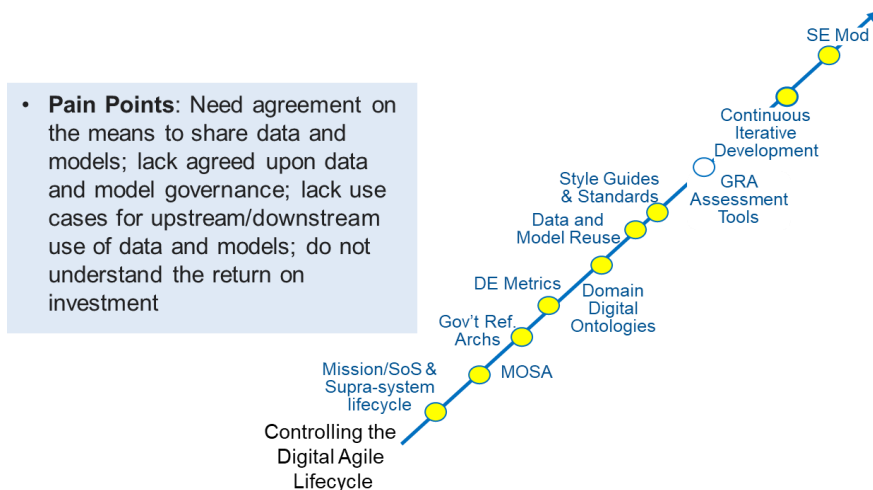 • Pain Points: Need agreement on
the means to share data and
models; lack agreed upon data
and model governance; lack use
cases for upstream/downstream
use of data and models; do not
understand the return on
investment
SE Mod
Continuous
Iterative
Development
GRA
Assessment
Tools
Style Guides
& Standards
Data and
Model Reuse
Domain
Digital
Ontologies
DE Metrics
Gov't Ref.
Archs
MOSA
Mission/SoS &
Supra-system
lifecycle
Controlling the
Digital Agile
Lifecycle